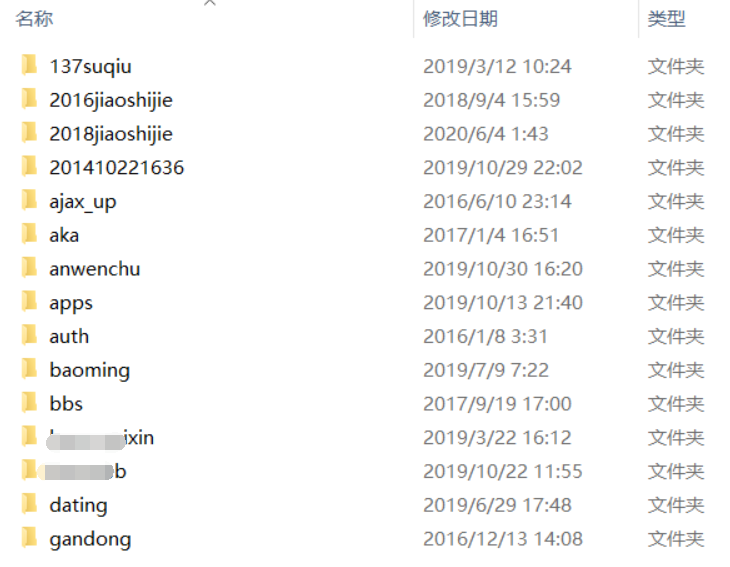 名称 修改日期 类型
137suqiu 2019/3/12 10:24 文件夹
2016jiaoshijie 2018/9/4 15:59 文件夹
2018jiaoshijie 2020/6/4 1:43 文件夹
201410221636 2019/10/29 22:02 文件夹
ajax_up 2016/6/10 23:14 文件夹
aka 2017/1/4 16:51 文件夹
anwenchu 2019/10/30 16:20 文件夹
apps 2019/10/13 21:40 文件夹
auth 2016/1/8 3:31 文件夹
baoming 2019/7/9 7:22 文件夹
bbs 2017/9/19 17:00 文件夹
2019/3/22 16:12 文件夹
2019/10/22 11:55 文件夹
dating 2019/6/29 17:48 文件夹
gandong 2016/12/13 14:08 文件夹